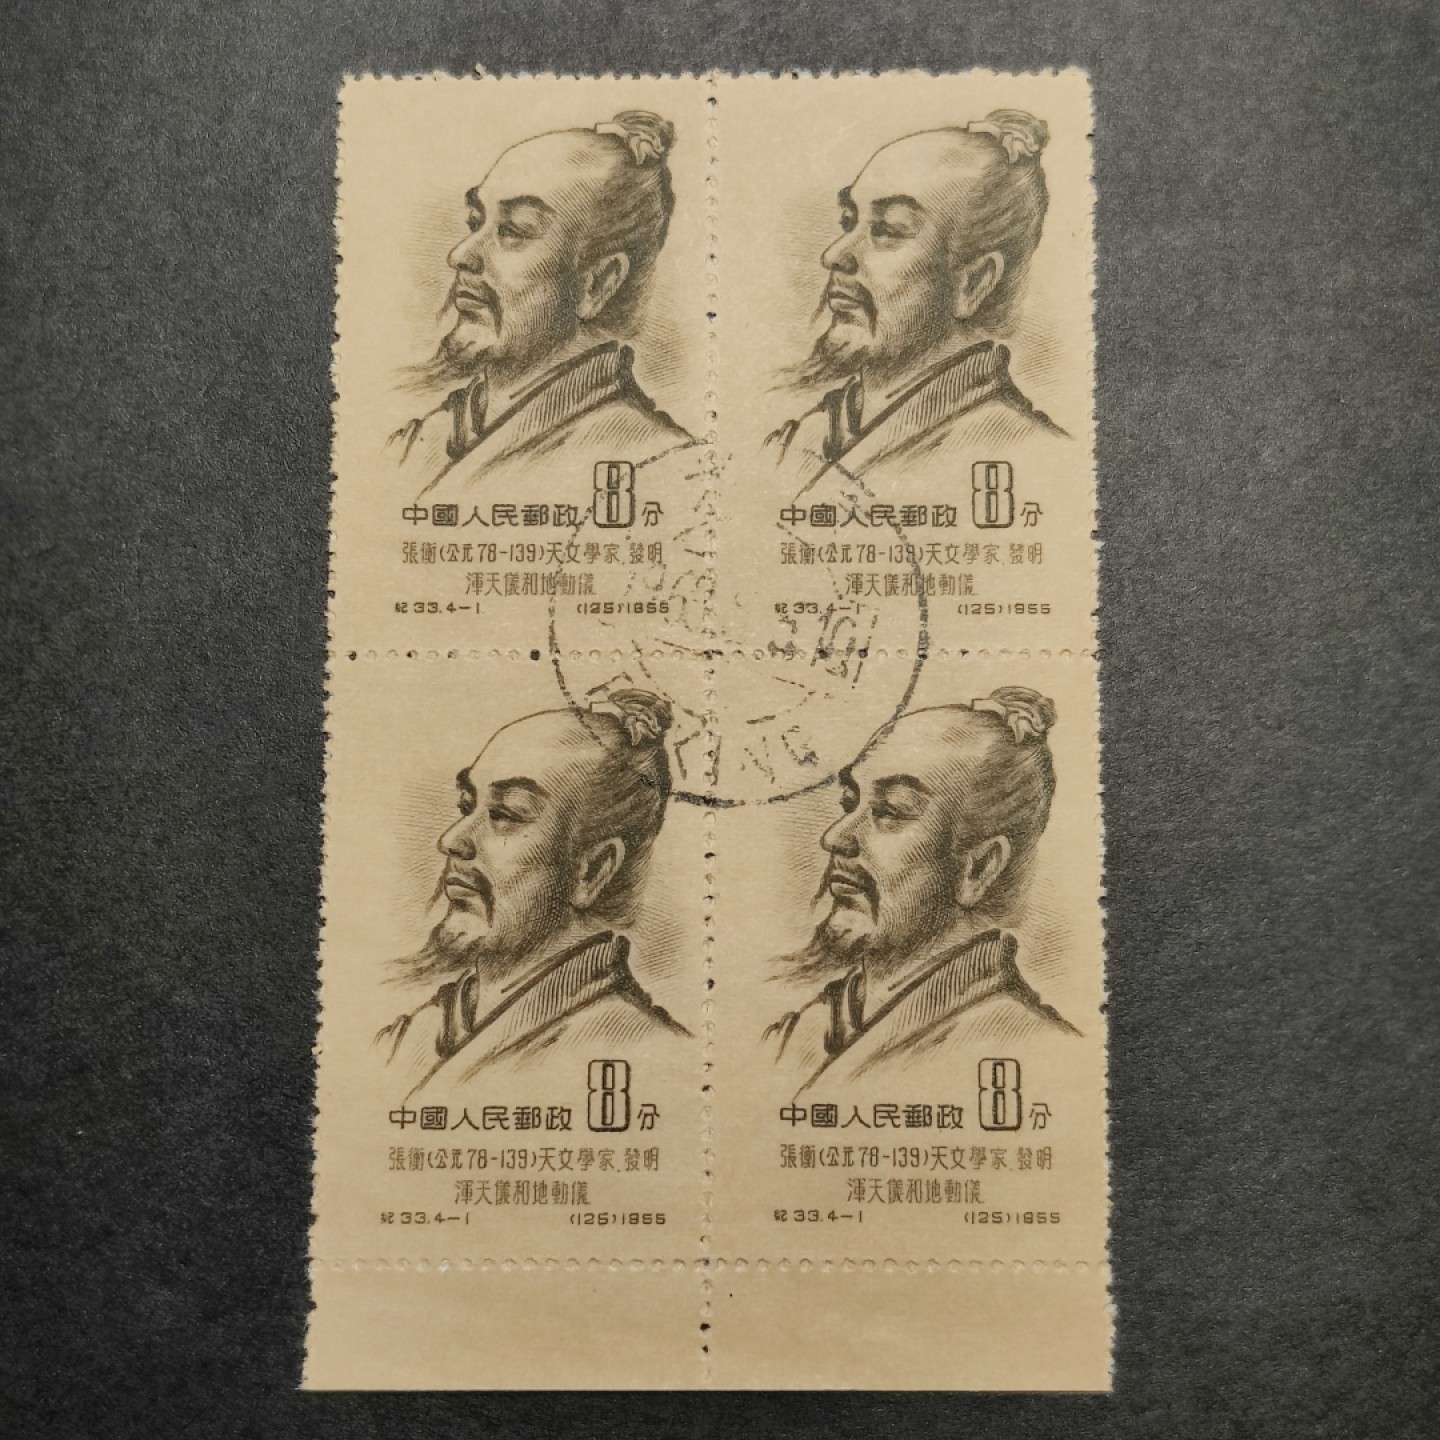 中國人民郵政 8分
張衡(公元78-139)天文學家,發明
渾天儀和地動儀
紀33.4-1 (125)1955
中國人民郵政 8分
張衡(公元78-139)天文學家,發明
渾天儀和地動儀
紀33.4-1 (125)1955
中國人民郵政 8分
張衡(公元78-139)天文學家,發明
渾天儀和地動儀
紀33.4-1 (125)1955
中國人民郵政 8分
張衡(公元78-139)天文學家,發明
渾天儀和地動儀
紀33.4-1 (125)1955